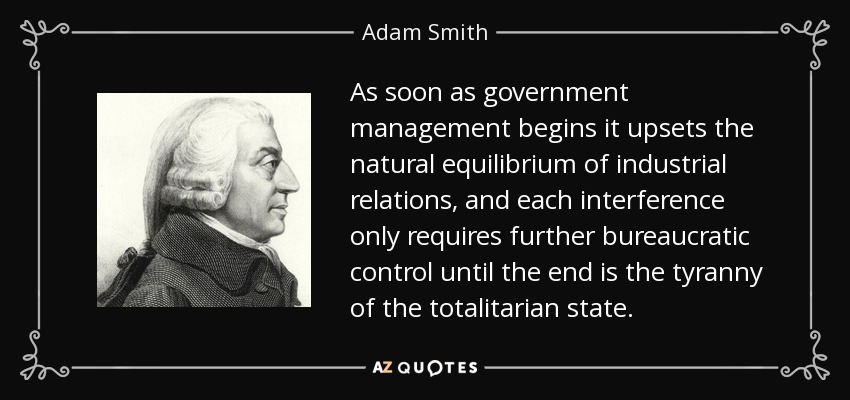 Adam Smith
As soon as government
management begins it upsets the
natural equilibrium of industrial
relations, and each interference
only requires further bureaucratic
control until the end is the tyranny
of the totalitarian state.
AZ QUOTES